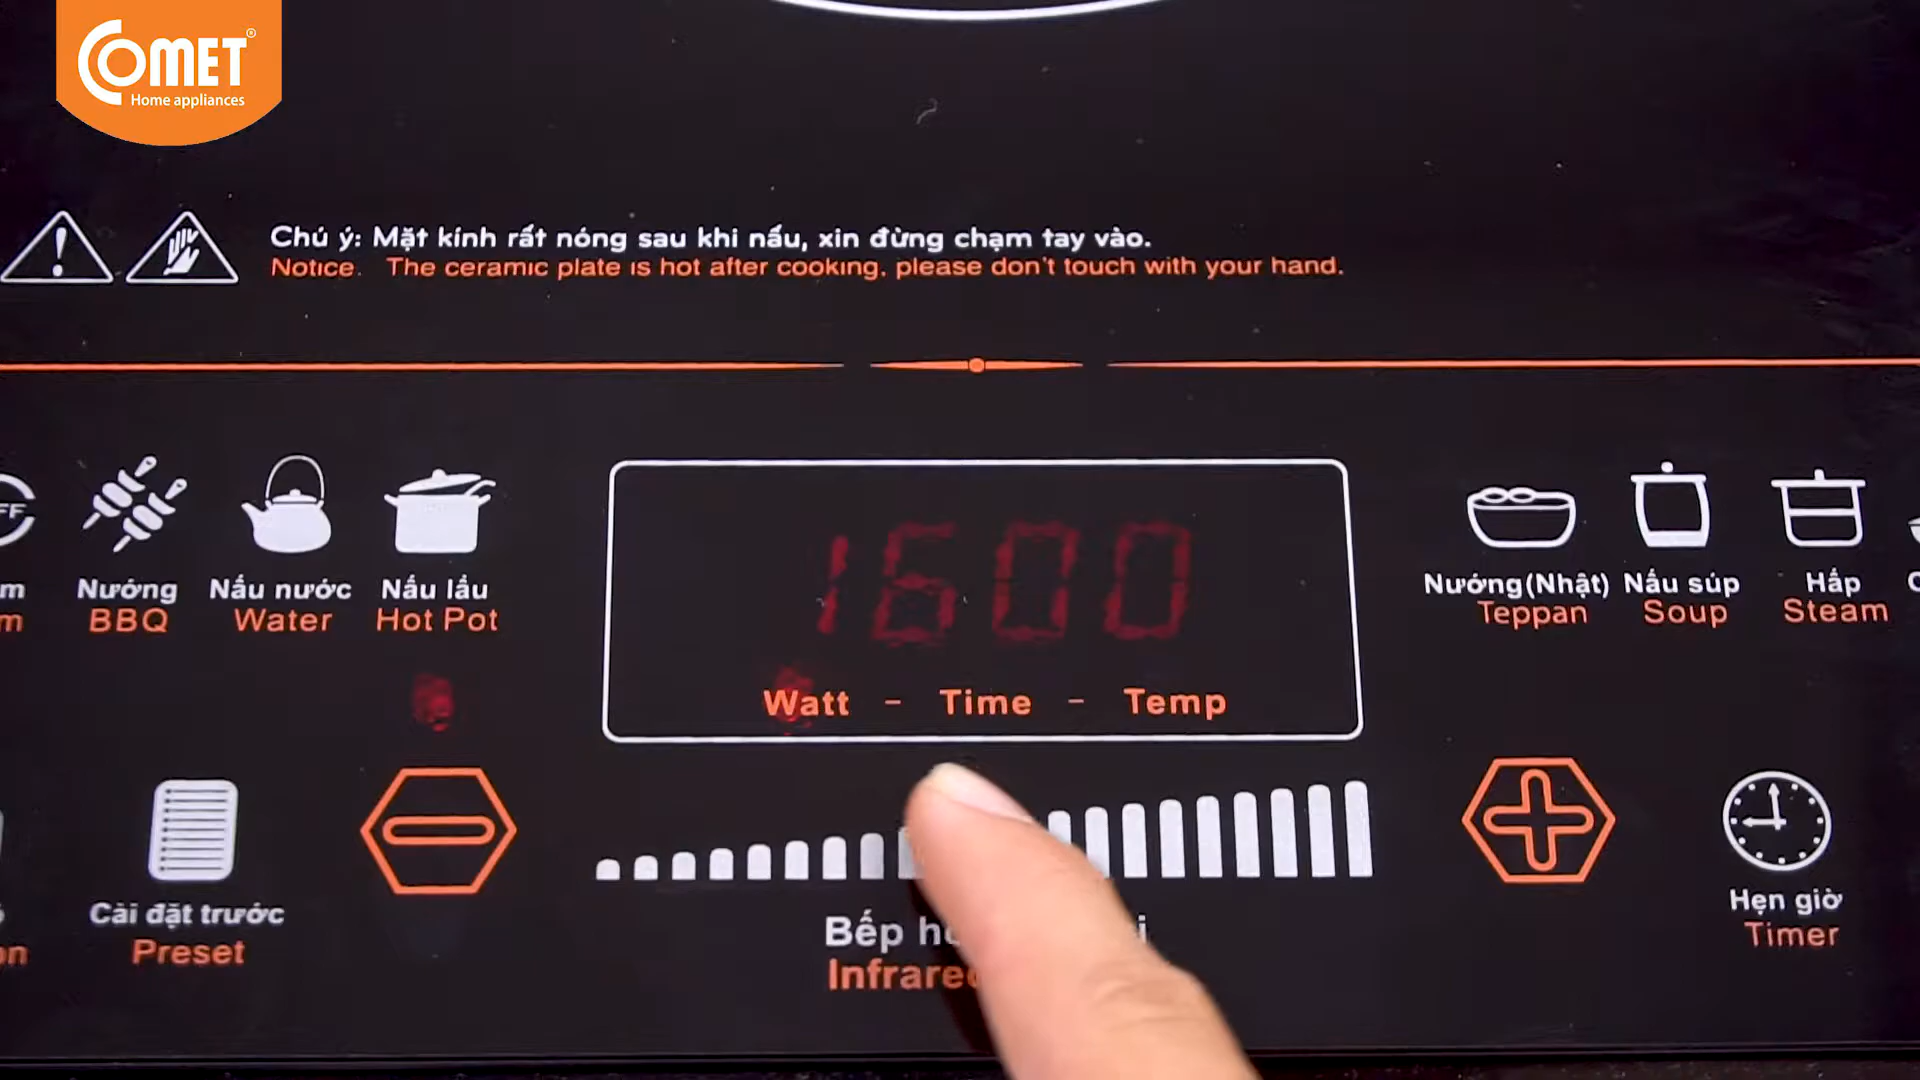 COMET®
Home appliances
Chú ý: Mặt kính rất nóng sau khi nấu, xin đừng chạm tay vào.
Notice. The ceramic plate is hot after cooking, please don't touch with your hand.
Nướng
BBQ
Nấu nước
Water
Nấu lẩu
Hot Pot
1600
Watt - Time - Temp
Nướng(Nhật)
Teppan
Nấu súp
Soup
Hấp
Steam
Cài đặt trước
Preset
Bếp
Hẹn giờ
Timer